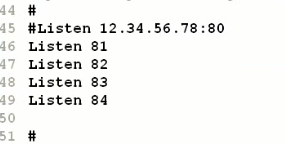 44 #
45 #Listen 12.34.56.78:80
46 Listen 81
47 Listen 82
48 Listen 83
49 Listen 84
50
51 #